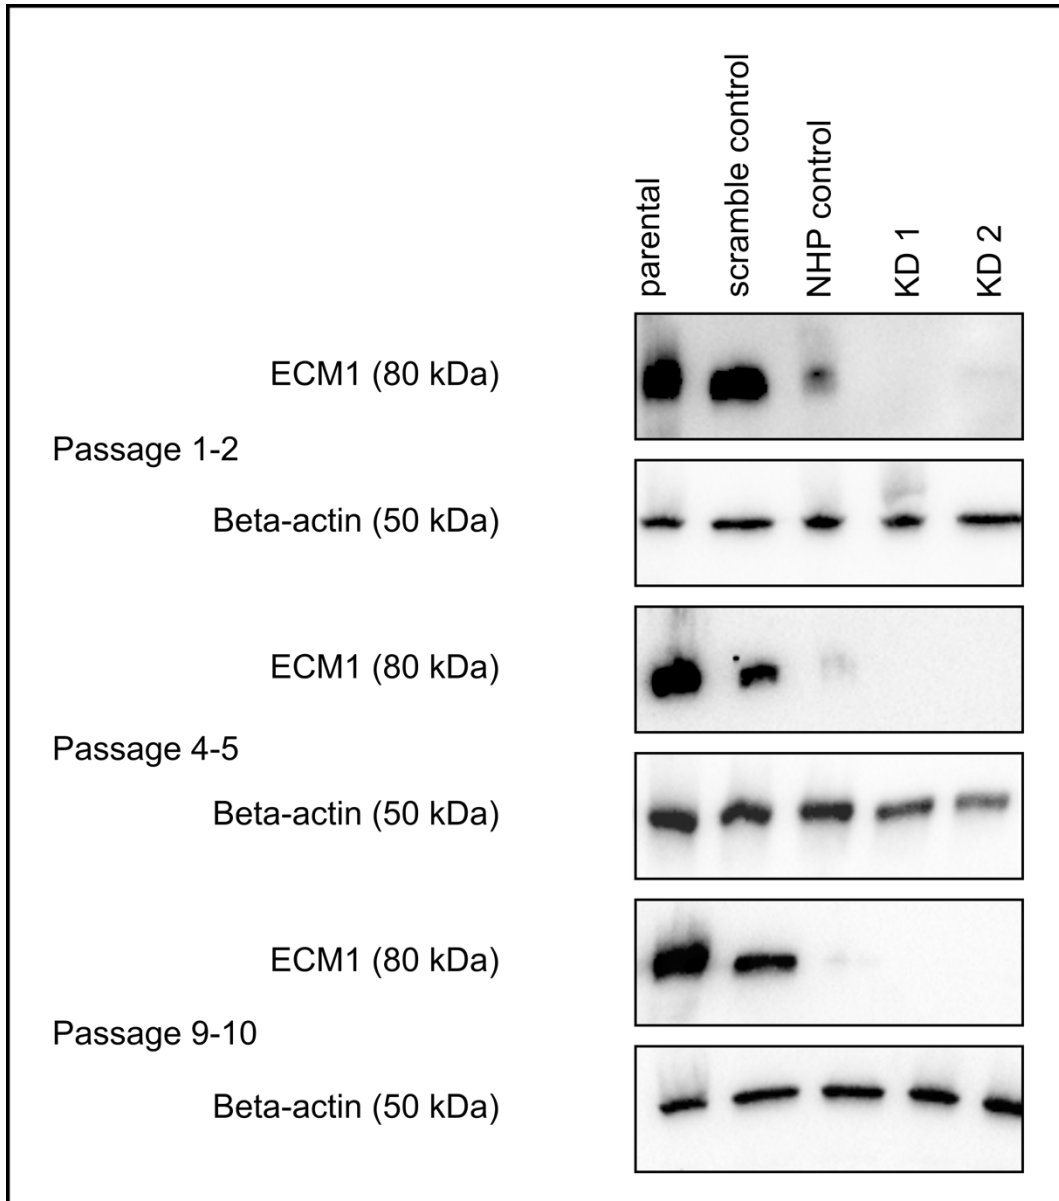 parental
scramble control
NHP control
KD 1
KD 2
ECM1 (80 kDa)
Passage 1-2
Beta-actin (50 kDa)
ECM1 (80 kDa)
Passage 4-5
Beta-actin (50 kDa)
ECM1 (80 kDa)
Passage 9-10
Beta-actin (50 kDa)